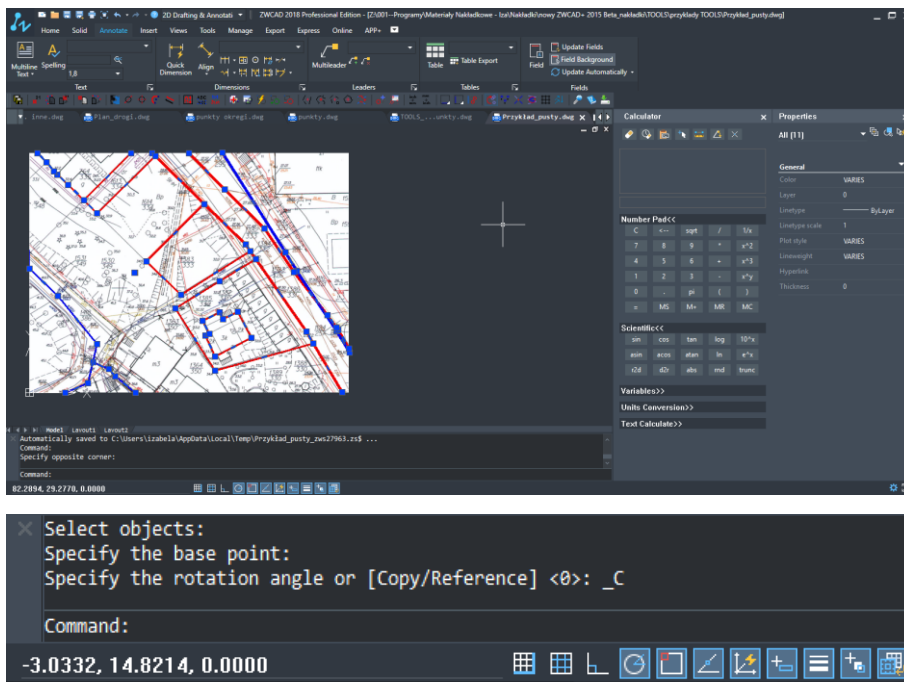 2D Drafting & Annotati
ZWCAD 2018 Professional Edition - [Z:\001--Programy\Materiały Nakładkowe - Iza\Nakładki\nowy ZWCAD+ 2015 Beta_nakładki\TOOLS\przyklady TOOLS\Przykład_pusty.dwg]
Home Solid Annotate Insert Views Tools Manage Export Express Online APP+
Multiline Text
Spelling
1,8
Quick Dimension
Align
Multileader
Table
Table Export
Field
Update Fields
Field Background
Update Automatically
Text Dimensions Leaders Tables Fields
inne.dwg Plan_drogi.dwg punkty okregi.dwg punkty.dwg TOOLS_...unkty.dwg Przykład_pusty.dwg
Calculator
Number Pad<<
C <-- sqrt / 1/x
7 8 9 * x^2
4 5 6 + x^3
1 2 3 - x^y
0 . pi ( )
= MS M+ MR MC
Scientific<<
sin cos tan log 10^x
asin acos atan ln e^x
r2d d2r abs rnd trunc
Variables>>
Units Conversion>>
Text Calculate>>
Properties
All (11)
General
Color VARIES
Layer 0
Linetype ByLayer
Linetype scale 1
Plot style VARIES
Lineweight VARIES
Hyperlink
Thickness 0
Model Layout1 Layout2
Automatically saved to C:\Users\izabela\AppData\Local\Temp\Przykład_pusty_zws27963.zs$ ...
Command:
Specify opposite corner:
Command:
82.2894, 29.2770, 0.0000
Select objects:
Specify the base point:
Specify the rotation angle or [Copy/Reference] <0>: _C
Command:
-3.0332, 14.8214, 0.0000